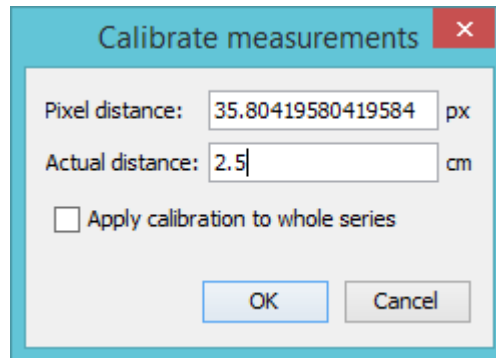 Calibrate measurements
Pixel distance: 35.80419580419584 px
Actual distance: 2.5 cm
Apply calibration to whole series
OK Cancel